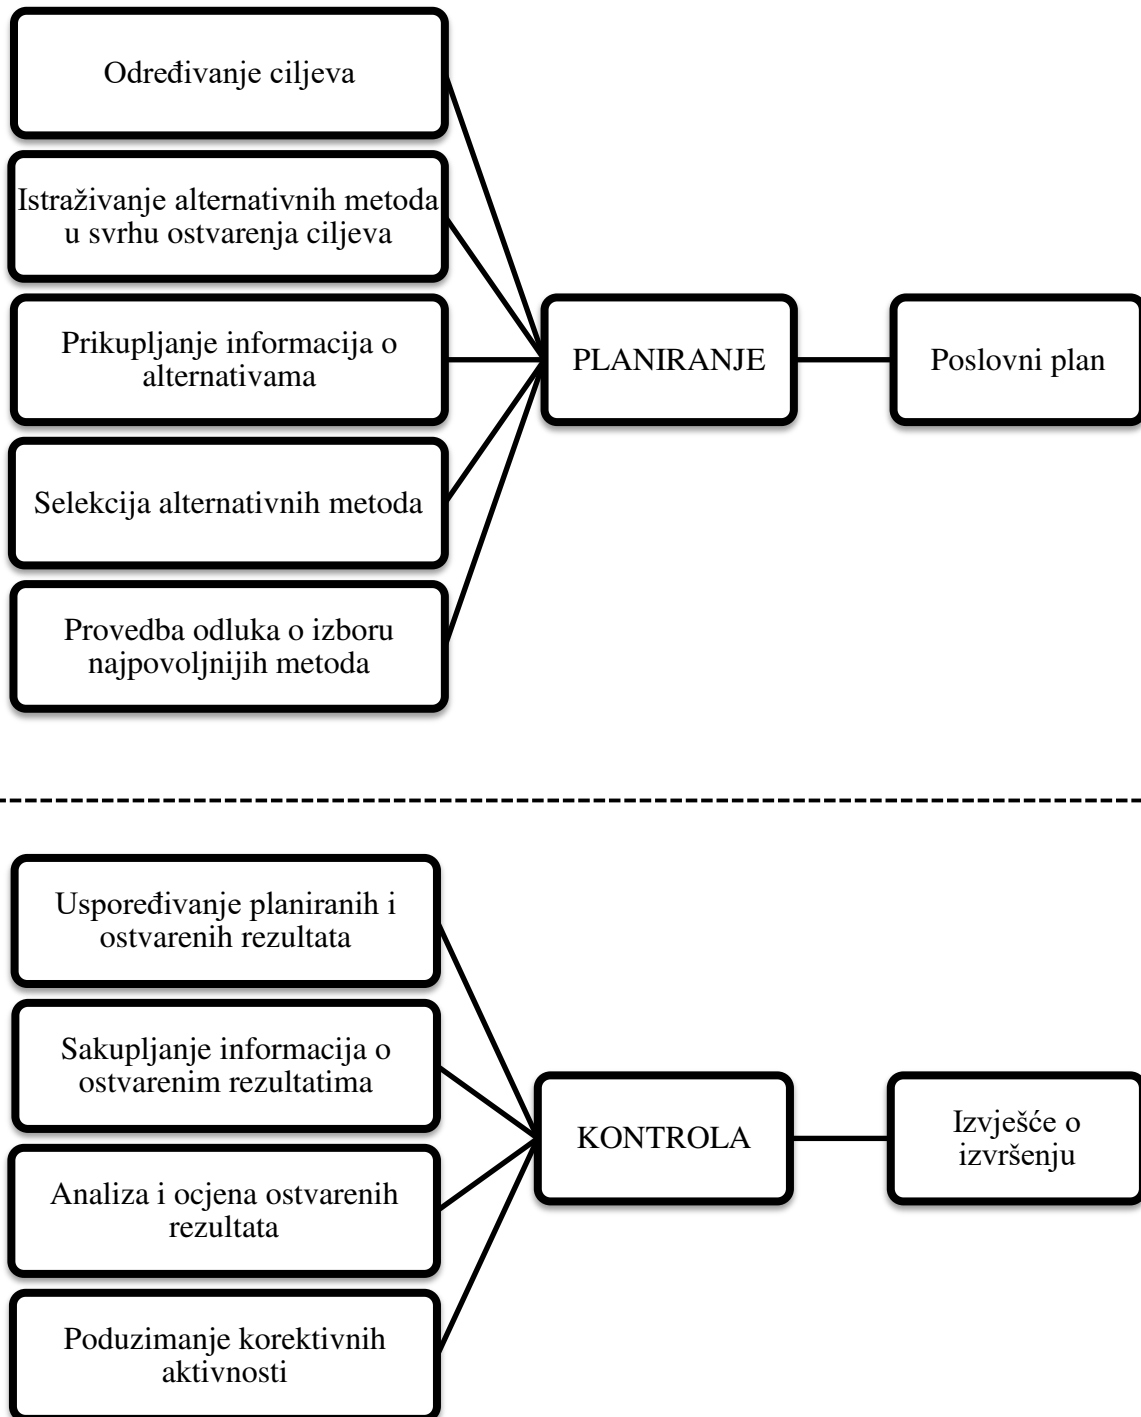 Određivanje ciljeva
Istraživanje alternativnih metoda
u svrhu ostvarenja ciljeva
Prikupljanje informacija o
alternativama
Selekcija alternativnih metoda
Provedba odluka o izboru
najpovoljnijih metoda
PLANIRANJE
Poslovni plan
Uspoređivanje planiranih i
ostvarenih rezultata
Sakupljanje informacija o
ostvarenim rezultatima
Analiza i ocjena ostvarenih
rezultata
Poduzimanje korektivnih
aktivnosti
KONTROLA
Izvješće o
izvršenju